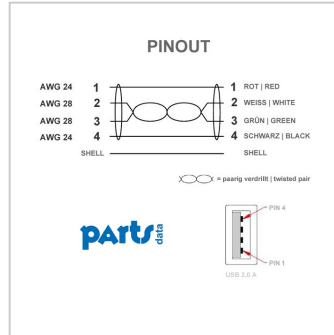 PINOUT
AWG 24 1 1 ROT | RED
AWG 28 2 2 WEISS | WHITE
AWG 28 3 3 GRÜN | GREEN
AWG 24 4 4 SCHWARZ | BLACK
SHELL SHELL
= paarig verdrillt | twisted pair
parts data
PIN 4
PIN 1
USB 2.0 A